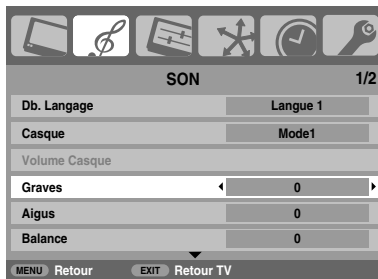 SON 1/2
Db. Langage Langue 1
Casque Mode1
Volume Casque
Graves 0
Aigus 0
Balance 0
MENU Retour EXIT Retour TV